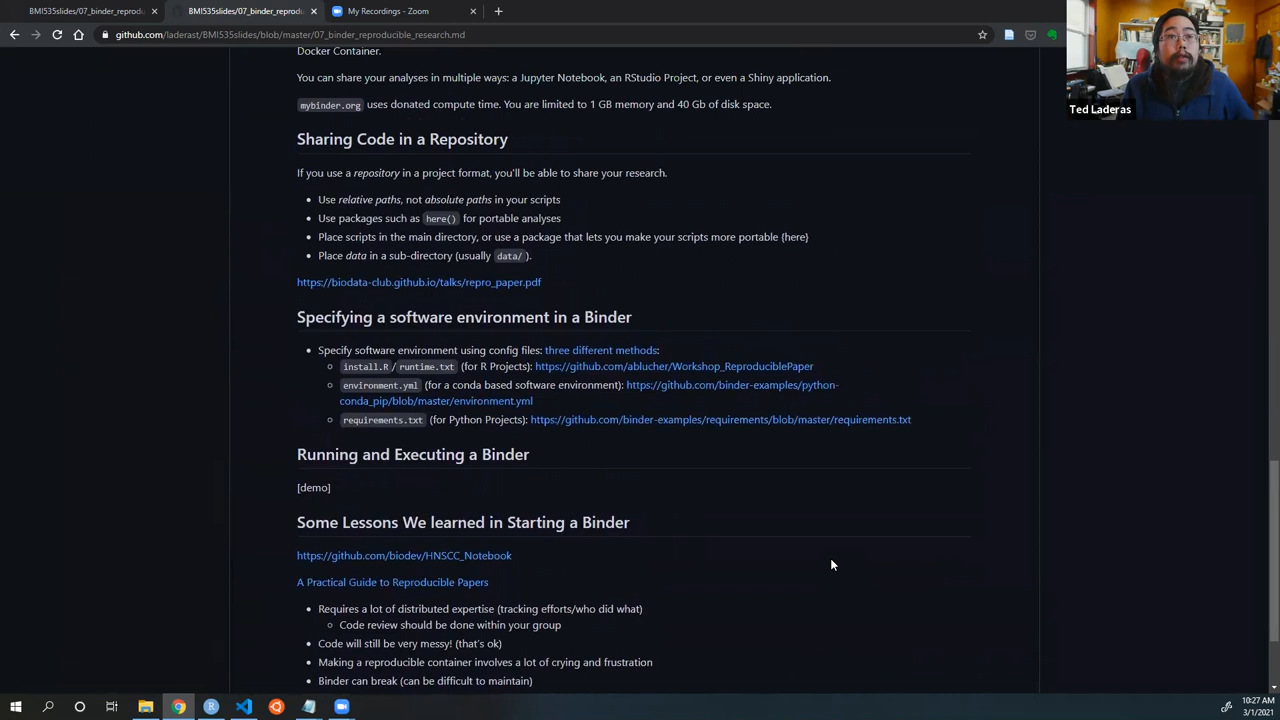 BMI535slides/07_binder_reprodu
BMI535slides/07_binder_reprodu
My Recordings - Zoom
github.com/laderast/BMI535slides/blob/master/07_binder_reproducible_research.md
Ted Laderas
Docker Container.
You can share your analyses in multiple ways: a Jupyter Notebook, an RStudio Project, or even a Shiny application.
mybinder.org uses donated compute time. You are limited to 1 GB memory and 40 Gb of disk space.
Sharing Code in a Repository
If you use a repository in a project format, you'll be able to share your research.
• Use relative paths, not absolute paths in your scripts
• Use packages such as here() for portable analyses
• Place scripts in the main directory, or use a package that lets you make your scripts more portable {here}
• Place data in a sub-directory (usually data/ ).
https://biodata-club.github.io/talks/repro_paper.pdf
Specifying a software environment in a Binder
• Specify software environment using config files: three different methods:
○ install.R / runtime.txt (for R Projects): https://github.com/ablucher/Workshop_ReproduciblePaper
○ environment.yml (for a conda based software environment): https://github.com/binder-examples/python-
conda_pip/blob/master/environment.yml
○ requirements.txt (for Python Projects): https://github.com/binder-examples/requirements/blob/master/requirements.txt
Running and Executing a Binder
[demo]
Some Lessons We learned in Starting a Binder
https://github.com/biodev/HNSCC_Notebook
A Practical Guide to Reproducible Papers
• Requires a lot of distributed expertise (tracking efforts/who did what)
○ Code review should be done within your group
• Code will still be very messy! (that's ok)
• Making a reproducible container involves a lot of crying and frustration
• Binder can break (can be difficult to maintain)
10:27 AM
3/1/2021